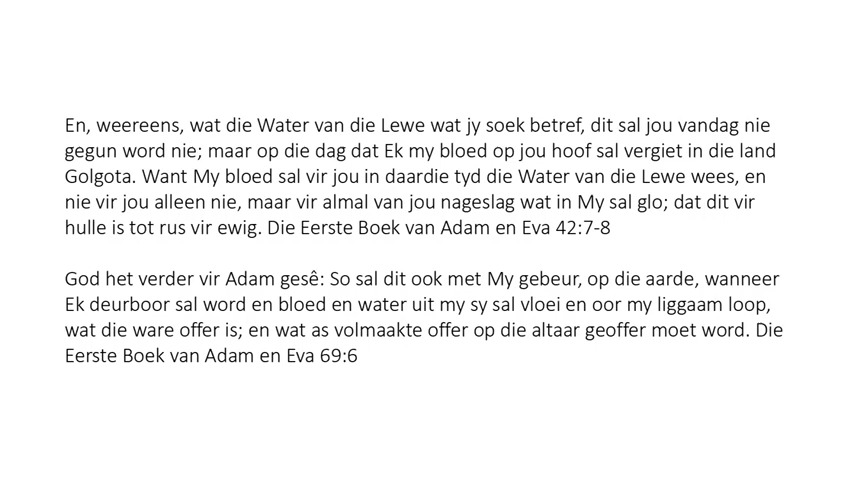 En, weereens, wat die Water van die Lewe wat jy soek betref, dit sal jou vandag nie
gegun word nie; maar op die dag dat Ek my bloed op jou hoof sal vergiet in die land
Golgota. Want My bloed sal vir jou in daardie tyd die Water van die Lewe wees, en
nie vir jou alleen nie, maar vir almal van jou nageslag wat in My sal glo; dat dit vir
hulle is tot rus vir ewig. Die Eerste Boek van Adam en Eva 42:7-8
God het verder vir Adam gesê: So sal dit ook met My gebeur, op die aarde, wanneer
Ek deurboor sal word en bloed en water uit my sy sal vloei en oor my liggaam loop,
wat die ware offer is; en wat as volmaakte offer op die altaar geoffer moet word. Die
Eerste Boek van Adam en Eva 69:6